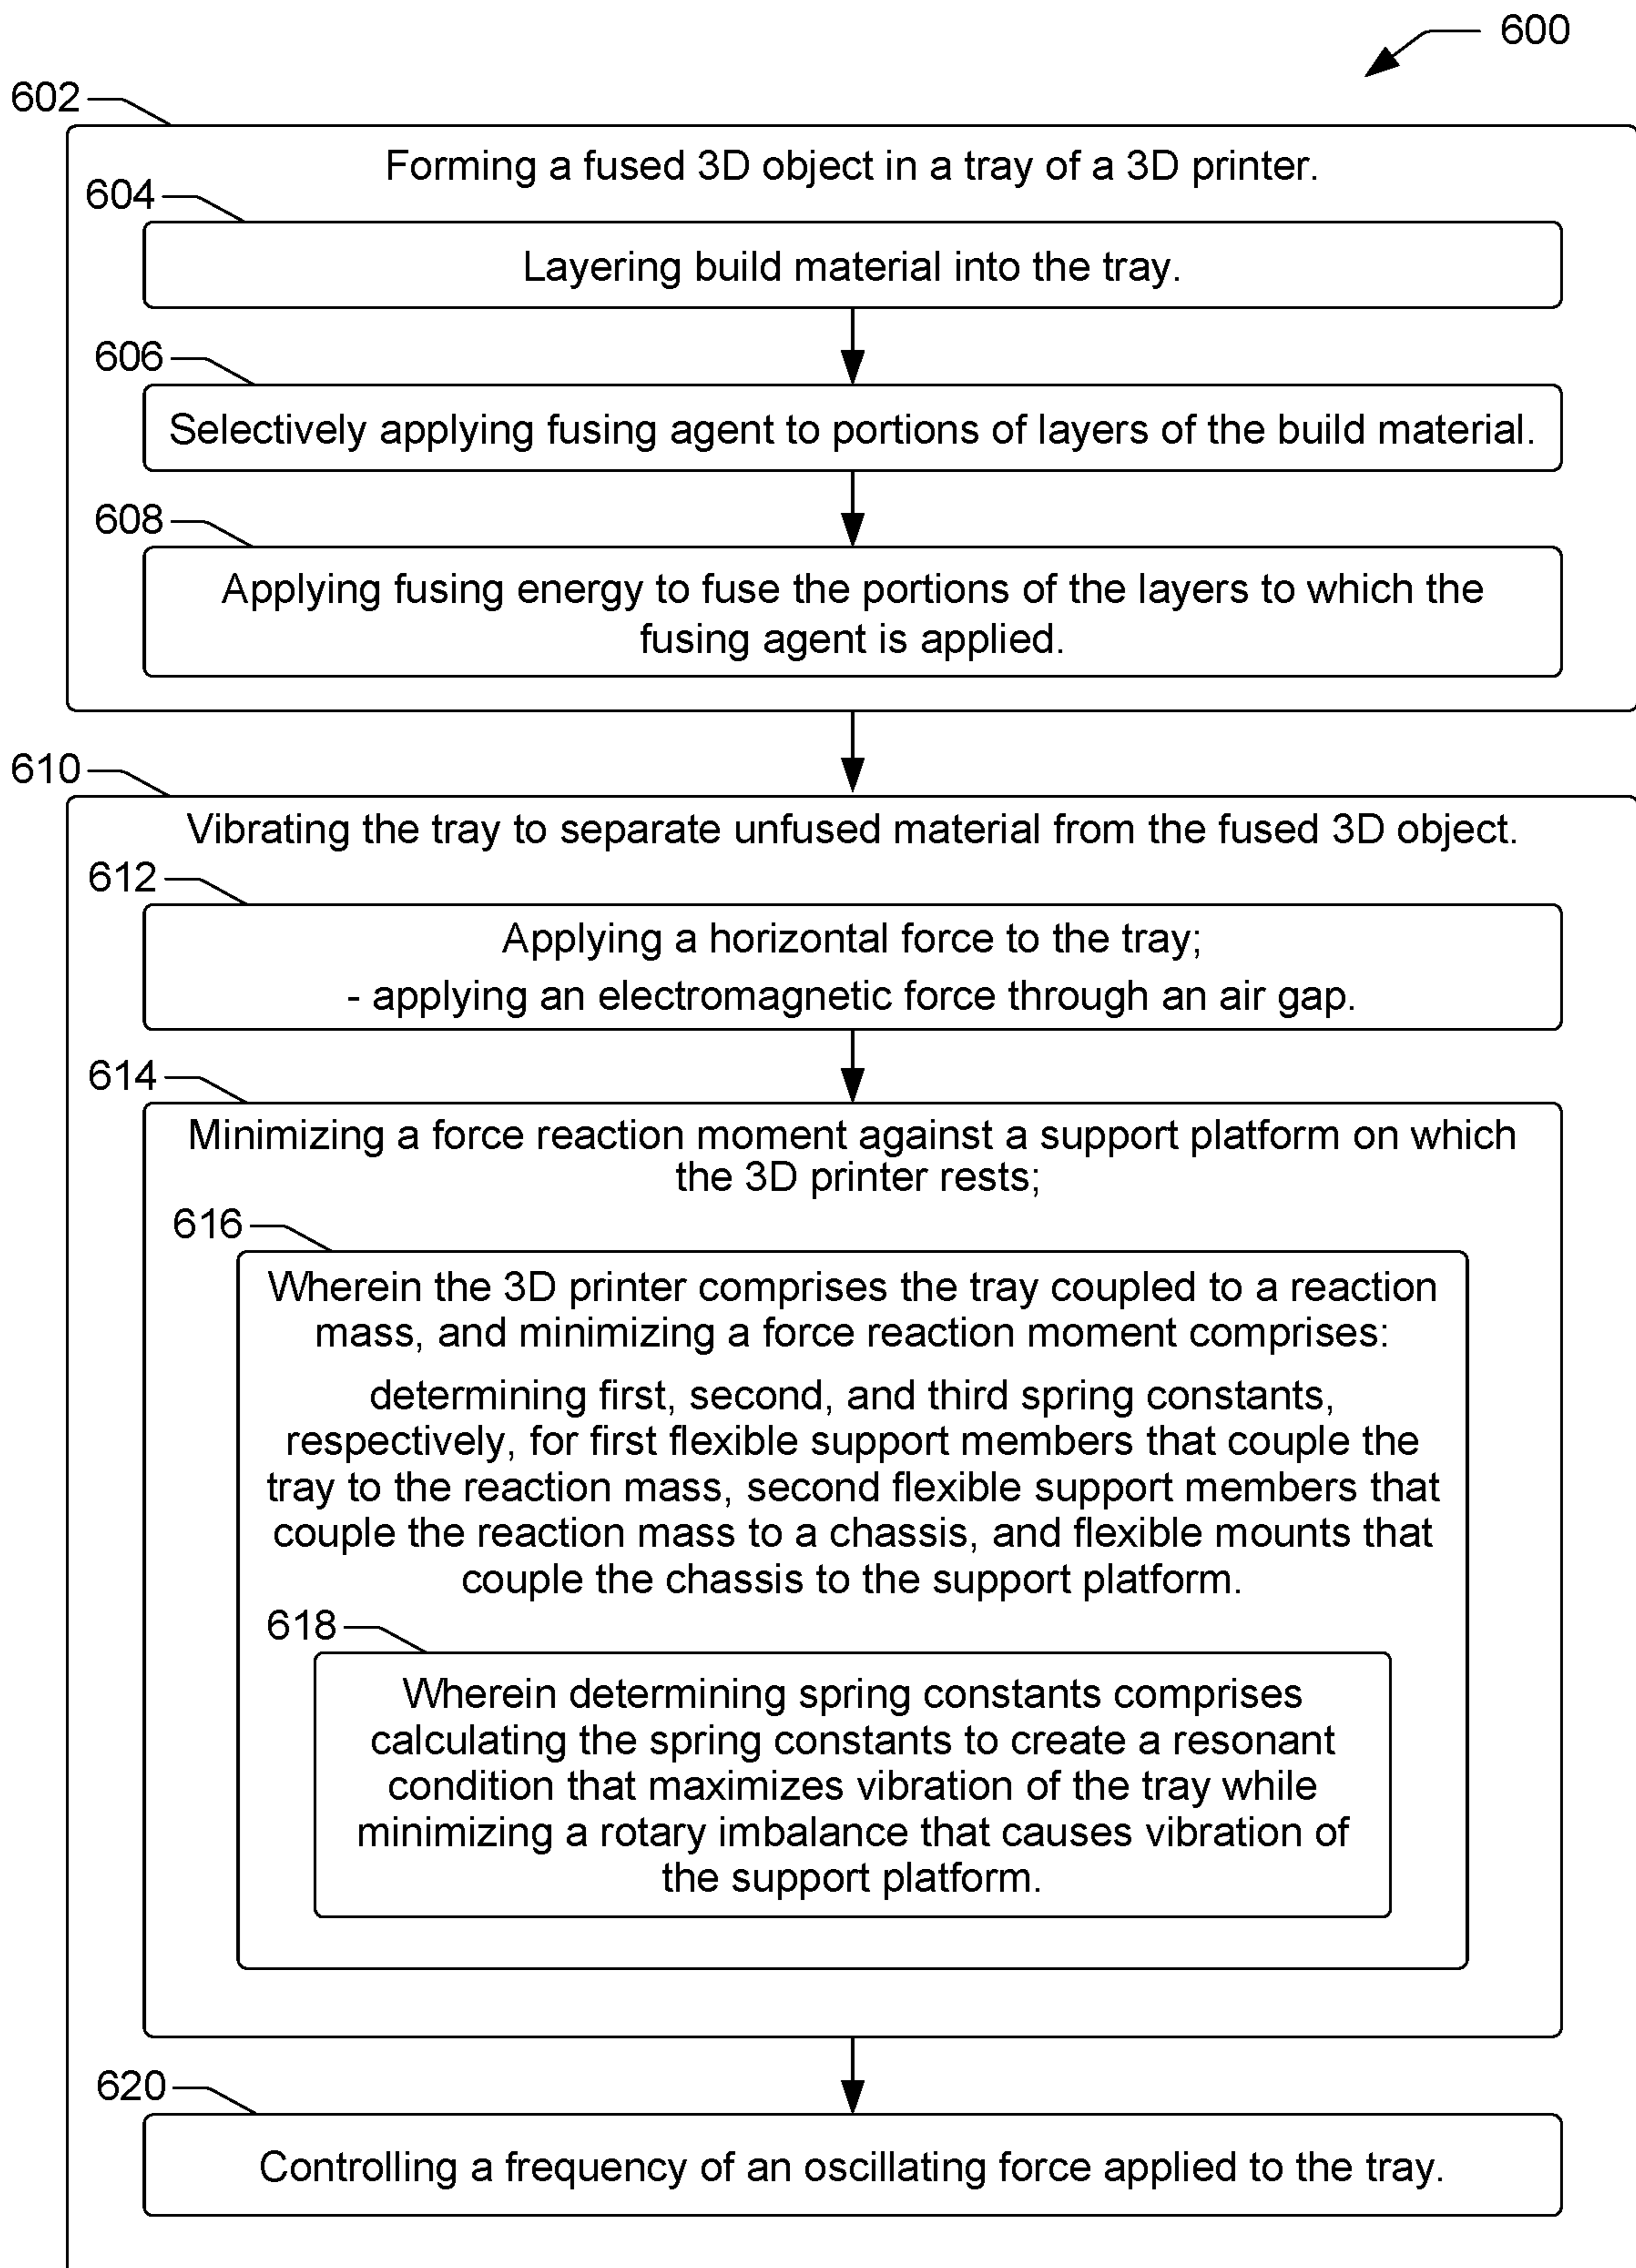 600
602
Forming a fused 3D object in a tray of a 3D printer.
604
Layering build material into the tray.
606
Selectively applying fusing agent to portions of layers of the build material.
608
Applying fusing energy to fuse the portions of the layers to which the
fusing agent is applied.
610
Vibrating the tray to separate unfused material from the fused 3D object.
612
Applying a horizontal force to the tray;
- applying an electromagnetic force through an air gap.
614
Minimizing a force reaction moment against a support platform on which
the 3D printer rests;
616
Wherein the 3D printer comprises the tray coupled to a reaction
mass, and minimizing a force reaction moment comprises:
determining first, second, and third spring constants,
respectively, for first flexible support members that couple the
tray to the reaction mass, second flexible support members that
couple the reaction mass to a chassis, and flexible mounts that
couple the chassis to the support platform.
618
Wherein determining spring constants comprises
calculating the spring constants to create a resonant
condition that maximizes vibration of the tray while
minimizing a rotary imbalance that causes vibration of
the support platform.
620
Controlling a frequency of an oscillating force applied to the tray.